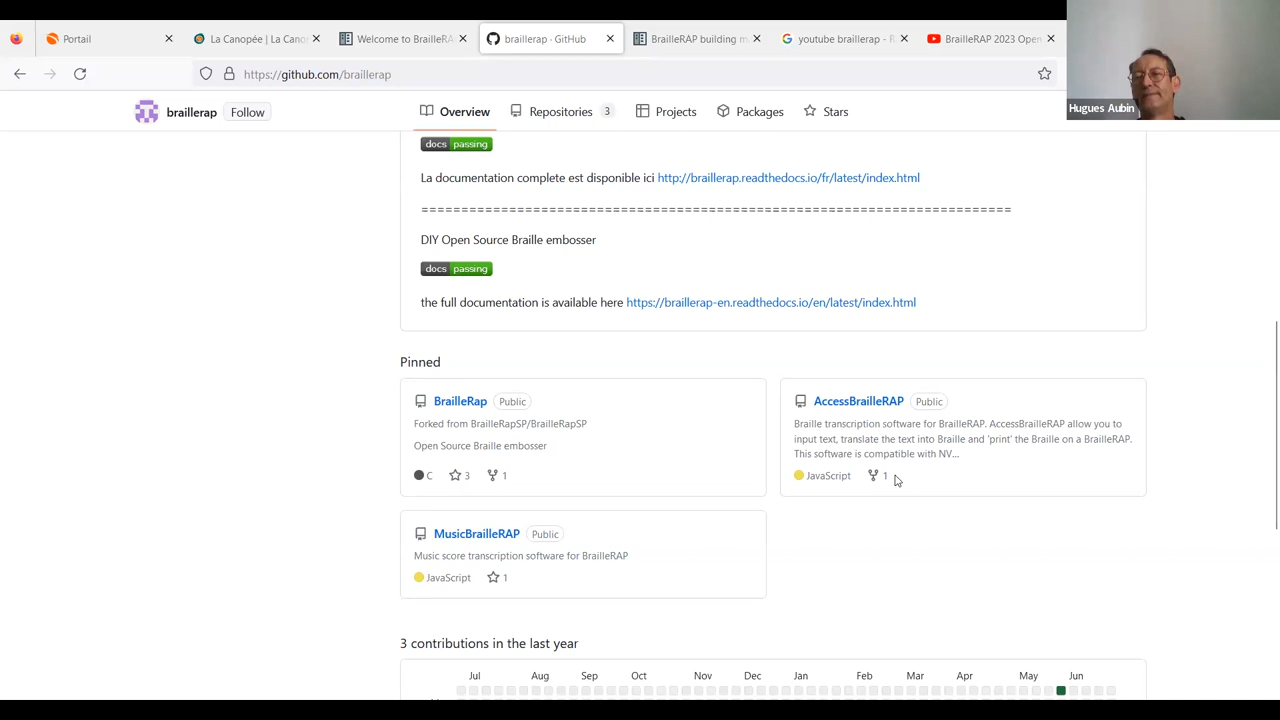 Portail
La Canopée | La Cano
Welcome to BrailleRA
braillerap · GitHub
BrailleRAP building m
youtube braillerap - R
BrailleRAP 2023 Open
https://github.com/braillerap
Hugues Aubin
braillerap
Follow
Overview
Repositories 3
Projects
Packages
Stars
docs passing
La documentation complete est disponible ici http://braillerap.readthedocs.io/fr/latest/index.html
==========================================================================
DIY Open Source Braille embosser
docs passing
the full documentation is available here https://braillerap-en.readthedocs.io/en/latest/index.html
Pinned
BrailleRap Public
Forked from BrailleRapSP/BrailleRapSP
Open Source Braille embosser
C 3 1
AccessBrailleRAP Public
Braille transcription software for BrailleRAP. AccessBrailleRAP allow you to
input text, translate the text into Braille and 'print' the Braille on a BrailleRAP.
This software is compatible with NV...
JavaScript 1
MusicBrailleRAP Public
Music score transcription software for BrailleRAP
JavaScript 1
3 contributions in the last year
Jul Aug Sep Oct Nov Dec Jan Feb Mar Apr May Jun